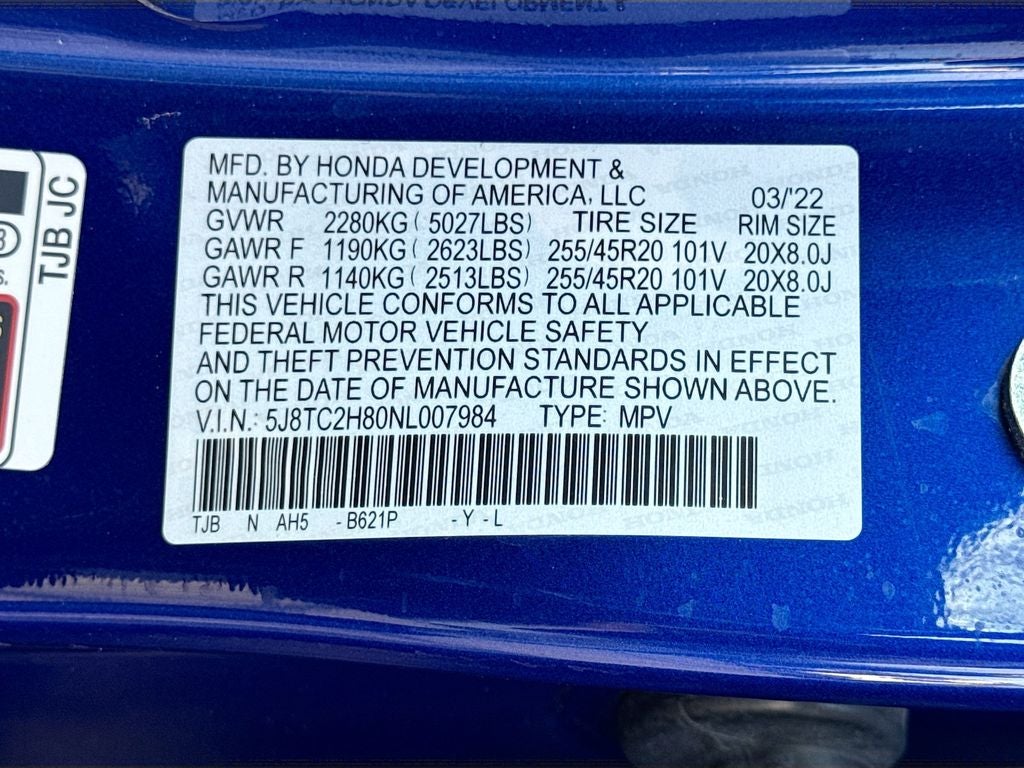 MFD. BY HONDA DEVELOPMENT &
MANUFACTURING OF AMERICA, LLC 03/'22
GVWR 2280KG ( 5027LBS) TIRE SIZE RIM SIZE
GAWR F 1190KG ( 2623LBS) 255/45R20 101V 20X8.0J
GAWR R 1140KG ( 2513LBS) 255/45R20 101V 20X8.0J
THIS VEHICLE CONFORMS TO ALL APPLICABLE
FEDERAL MOTOR VEHICLE SAFETY
AND THEFT PREVENTION STANDARDS IN EFFECT
ON THE DATE OF MANUFACTURE SHOWN ABOVE.
V.I.N.: 5J8TC2H80NL007984 TYPE: MPV
TJB N AH5 - B621P - Y - L
TJB JC